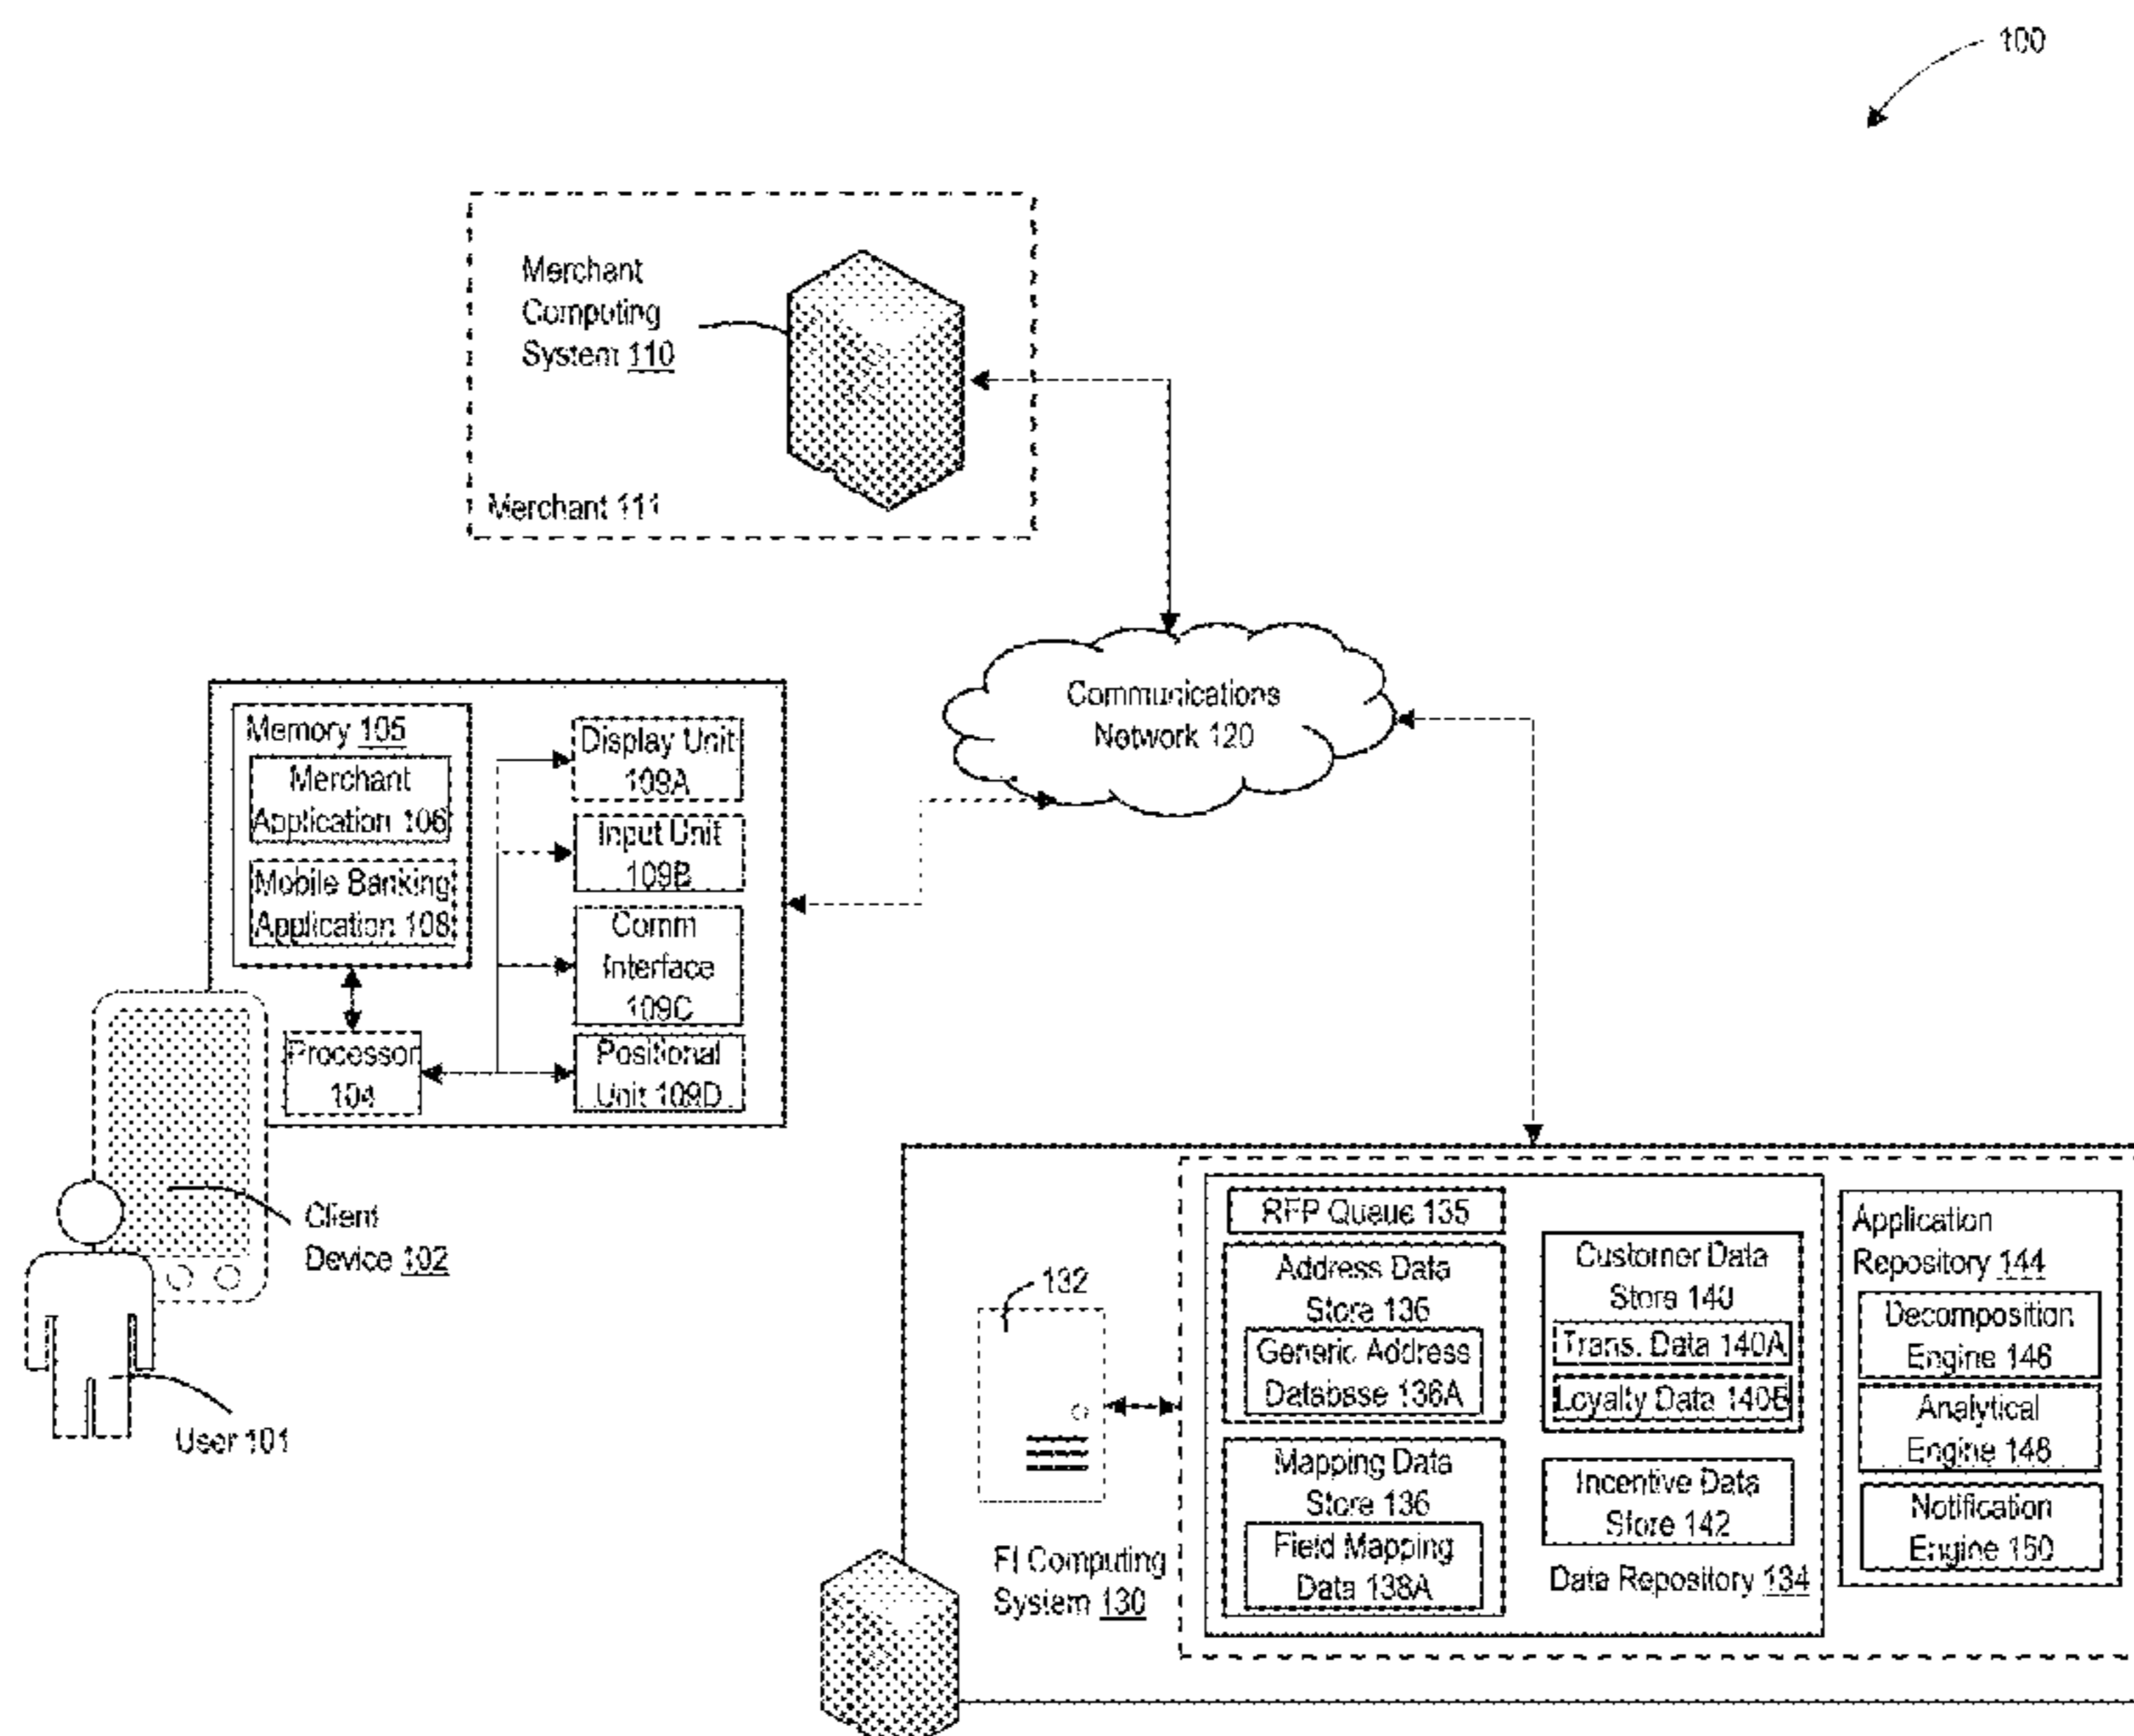 100
Merchant
Computing
System 110
Merchant 111
Communications
Network 120
Memory 105
Merchant
Application 106
Mobile Banking
Application 108
Display Unit
109A
Input Unit
109B
Comm
Interface
109C
Positional
Unit 109D
Processor
104
Client
Device 102
User 101
132
FI Computing
System 130
RFP Queue 135
Address Data
Store 136
Generic Address
Database 136A
Mapping Data
Store 136
Field Mapping
Data 138A
Customer Data
Store 140
Trans. Data 140A
Loyalty Data 140B
Incentive Data
Store 142
Data Repository 134
Application
Repository 144
Decomposition
Engine 146
Analytical
Engine 148
Notification
Engine 150